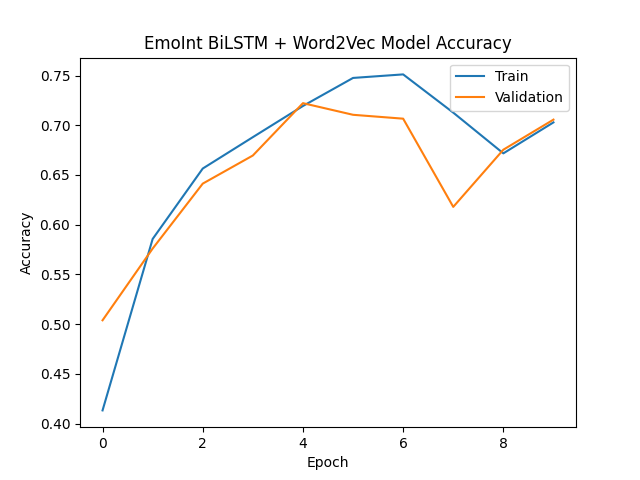 EmoInt BiLSTM + Word2Vec Model Accuracy
Train
Validation
0.75
0.70
0.65
0.60
0.55
0.50
0.45
0.40
Accuracy
0 2 4 6 8
Epoch